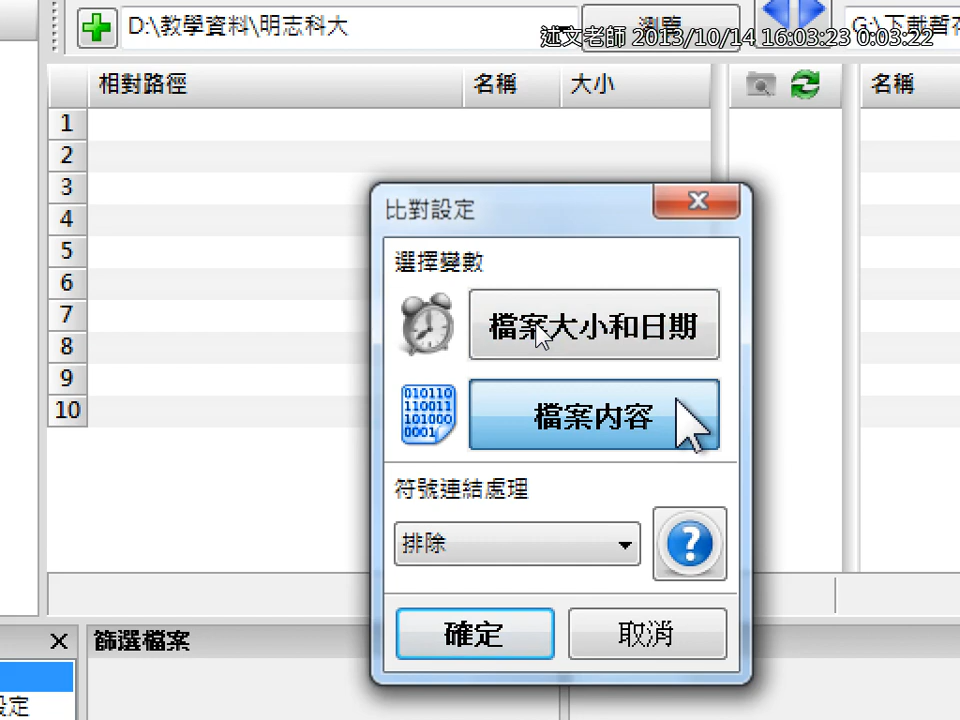 D:\教學資料\明志科大
瀏覽
G:\下載暫存
述文老師 2013/10/14 16:03:23 0:03:22
相對路徑 名稱 大小
名稱
1
2
3
4
5
6
7
8
9
10
比對設定
選擇變數
檔案大小和日期
010110
110011
101000
0001
檔案內容
符號連結處理
排除
?
確定 取消
篩選檔案
設定